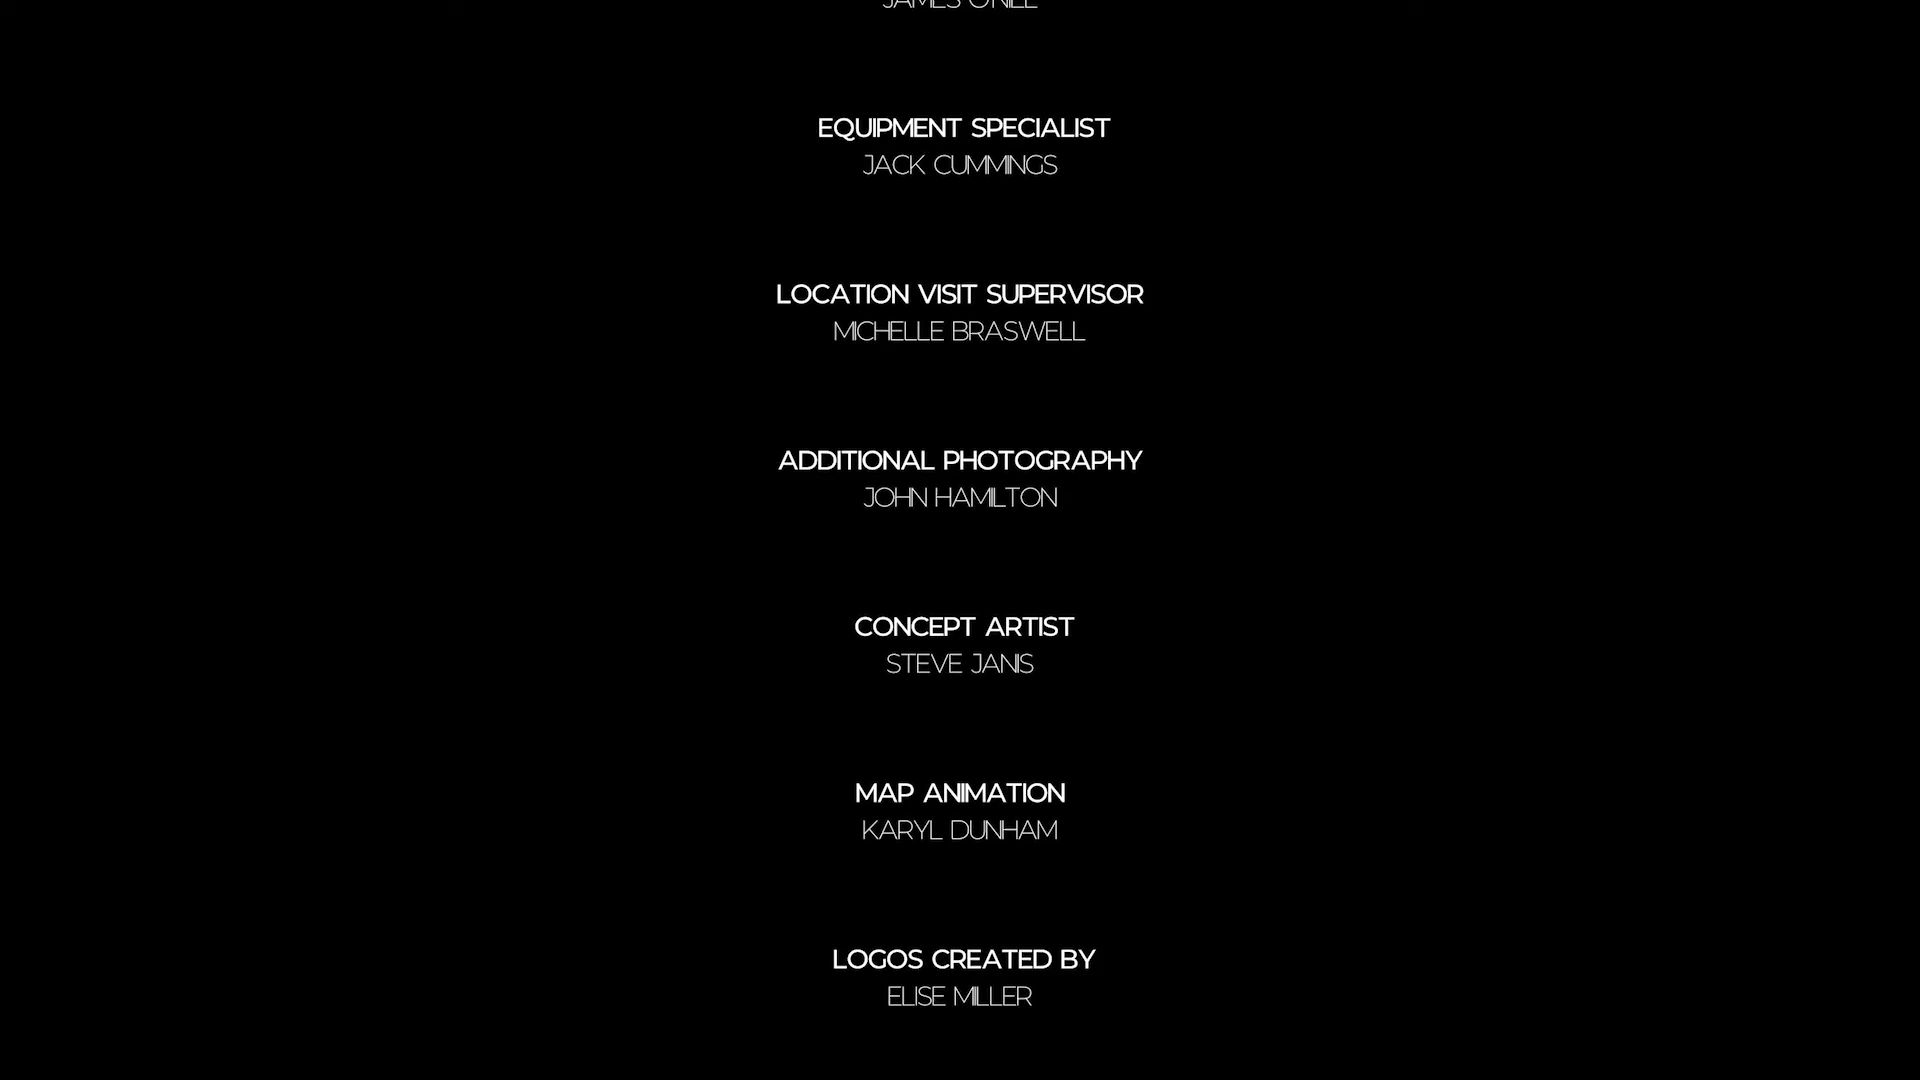 EQUIPMENT SPECIALIST
JACK CUMMINGS
LOCATION VISIT SUPERVISOR
MICHELLE BRASWELL
ADDITIONAL PHOTOGRAPHY
JOHN HAMILTON
CONCEPT ARTIST
STEVE JANIS
MAP ANIMATION
KARYL DUNHAM
LOGOS CREATED BY
ELISE MILLER